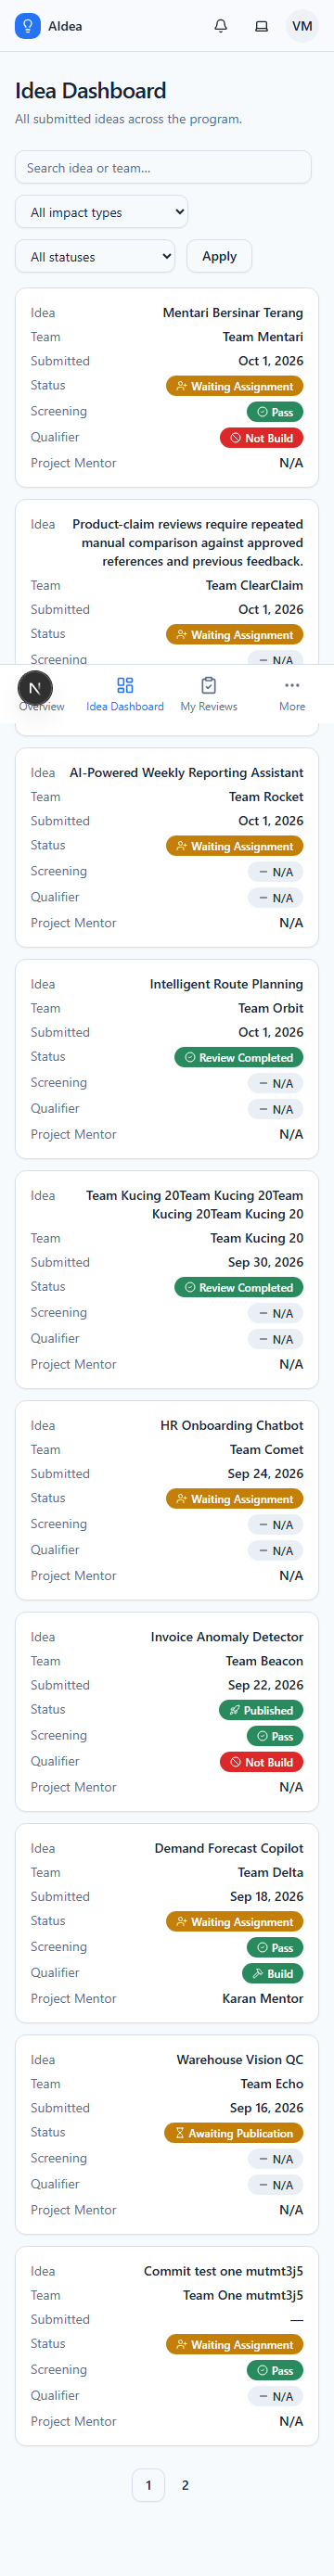 AIdea
VM
Idea Dashboard
All submitted ideas across the program.
Search idea or team...
All impact types
All statuses
Apply
Idea Mentari Bersinar Terang
Team Team Mentari
Submitted Oct 1, 2026
Status Waiting Assignment
Screening Pass
Qualifier Not Build
Project Mentor N/A
Idea Product-claim reviews require repeated
manual comparison against approved
references and previous feedback.
Team Team ClearClaim
Submitted Oct 1, 2026
Status Waiting Assignment
Screening N/A
N
Overview Idea Dashboard My Reviews More
Idea AI-Powered Weekly Reporting Assistant
Team Team Rocket
Submitted Oct 1, 2026
Status Waiting Assignment
Screening N/A
Qualifier N/A
Project Mentor N/A
Idea Intelligent Route Planning
Team Team Orbit
Submitted Oct 1, 2026
Status Review Completed
Screening N/A
Qualifier N/A
Project Mentor N/A
Idea Team Kucing 20Team Kucing 20Team
Kucing 20Team Kucing 20
Team Team Kucing 20
Submitted Sep 30, 2026
Status Review Completed
Screening N/A
Qualifier N/A
Project Mentor N/A
Idea HR Onboarding Chatbot
Team Team Comet
Submitted Sep 24, 2026
Status Waiting Assignment
Screening N/A
Qualifier N/A
Project Mentor N/A
Idea Invoice Anomaly Detector
Team Team Beacon
Submitted Sep 22, 2026
Status Published
Screening Pass
Qualifier Not Build
Project Mentor N/A
Idea Demand Forecast Copilot
Team Team Delta
Submitted Sep 18, 2026
Status Waiting Assignment
Screening Pass
Qualifier Build
Project Mentor Karan Mentor
Idea Warehouse Vision QC
Team Team Echo
Submitted Sep 16, 2026
Status Awaiting Publication
Screening N/A
Qualifier N/A
Project Mentor N/A
Idea Commit test one mutmt3j5
Team Team One mutmt3j5
Submitted —
Status Waiting Assignment
Screening Pass
Qualifier N/A
Project Mentor N/A
1 2